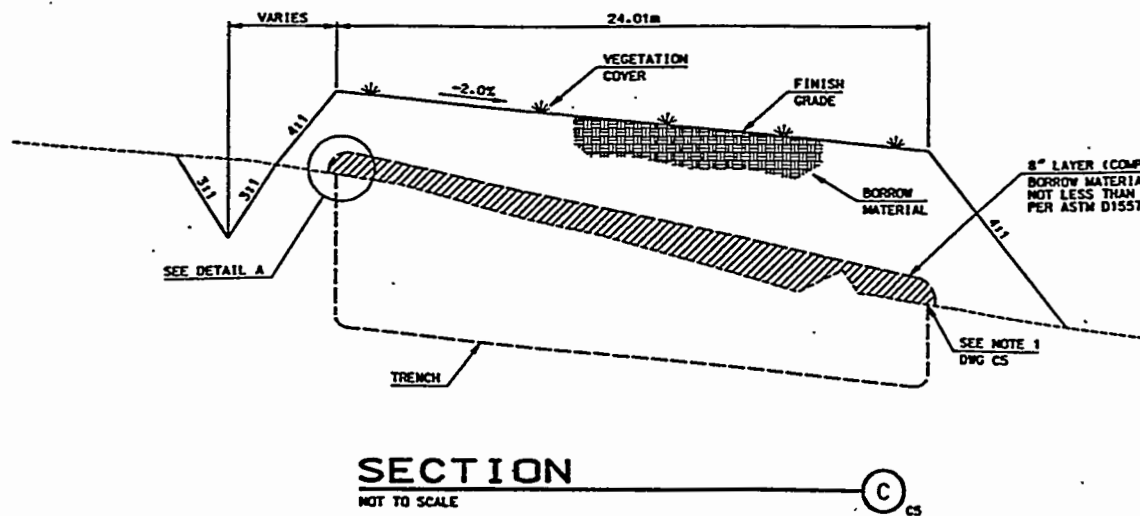 VARIES
24.01m
VEGETATION
COVER
-2.0%
FINISH
GRADE
4:1
3:1
3:1
BORROW
MATERIAL
8" LAYER (COMP
BORROW MATERIA
NOT LESS THAN
PER ASTM D1557
4:1
SEE DETAIL A
SEE NOTE 1
DWG C5
TRENCH
SECTION
NOT TO SCALE
C
C5